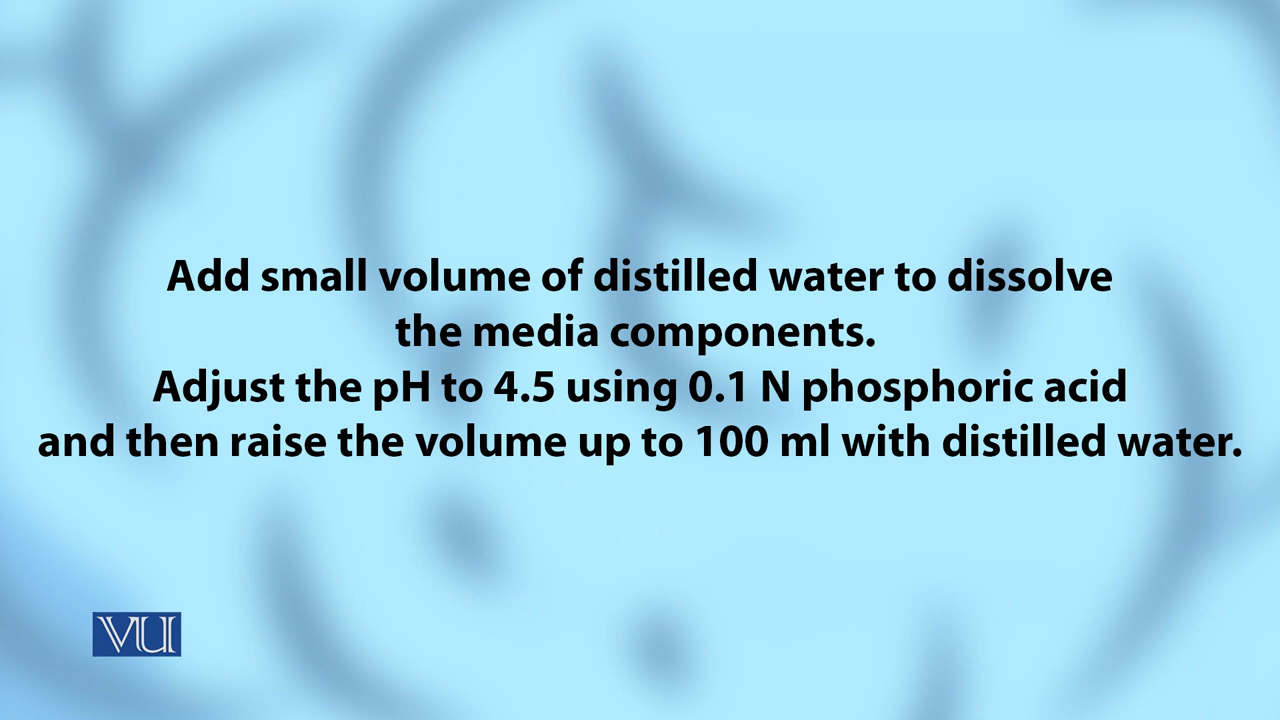 Add small volume of distilled water to dissolve
the media components.
Adjust the pH to 4.5 using 0.1 N phosphoric acid
and then raise the volume up to 100 ml with distilled water.
VU